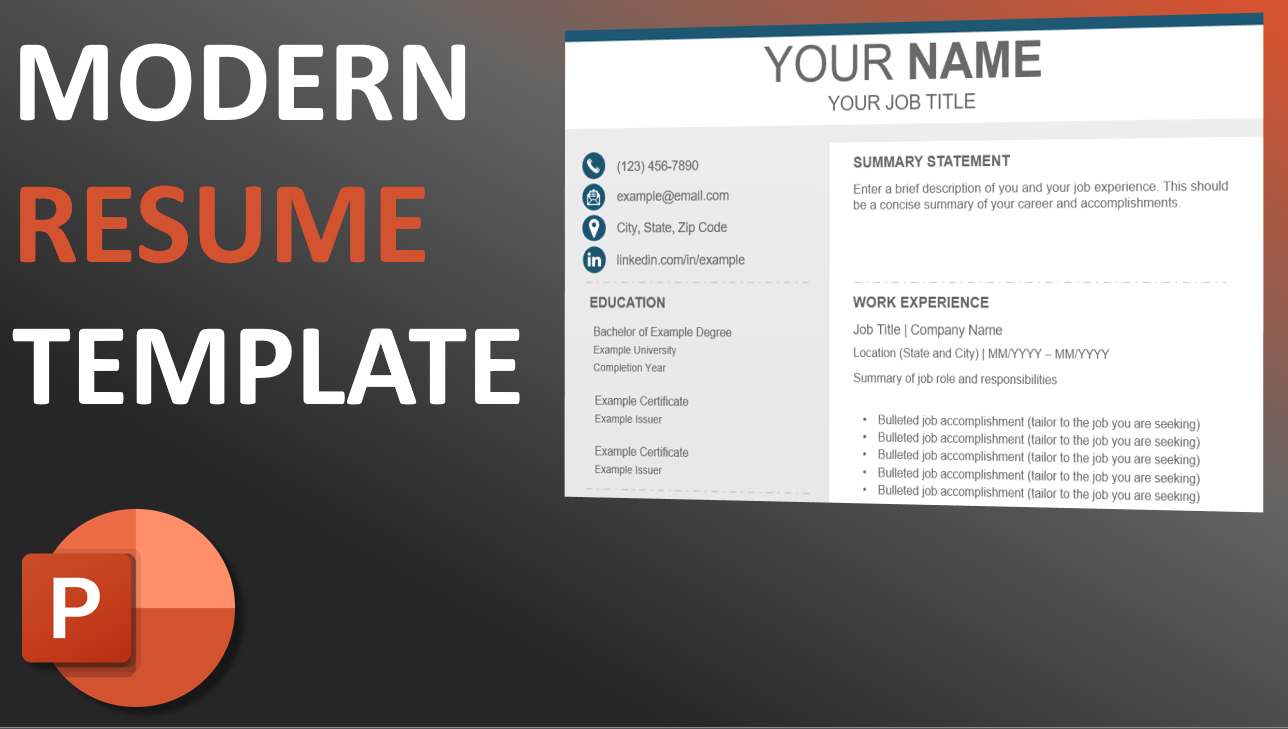 MODERN
RESUME
TEMPLATE
P
YOUR NAME
YOUR JOB TITLE
(123) 456-7890
example@email.com
City, State, Zip Code
in
linkedin.com/in/example
EDUCATION
Bachelor of Example Degree
Example University
Completion Year
Example Certificate
Example Issuer
Example Certificate
Example Issuer
SUMMARY STATEMENT
Enter a brief description of you and your job experience. This should
be a concise summary of your career and accomplishments.
WORK EXPERIENCE
Job Title | Company Name
Location (State and City) | MM/YYYY – MM/YYYY
Summary of job role and responsibilities
• Bulleted job accomplishment (tailor to the job you are seeking)
• Bulleted job accomplishment (tailor to the job you are seeking)
• Bulleted job accomplishment (tailor to the job you are seeking)
• Bulleted job accomplishment (tailor to the job you are seeking)
• Bulleted job accomplishment (tailor to the job you are seeking)